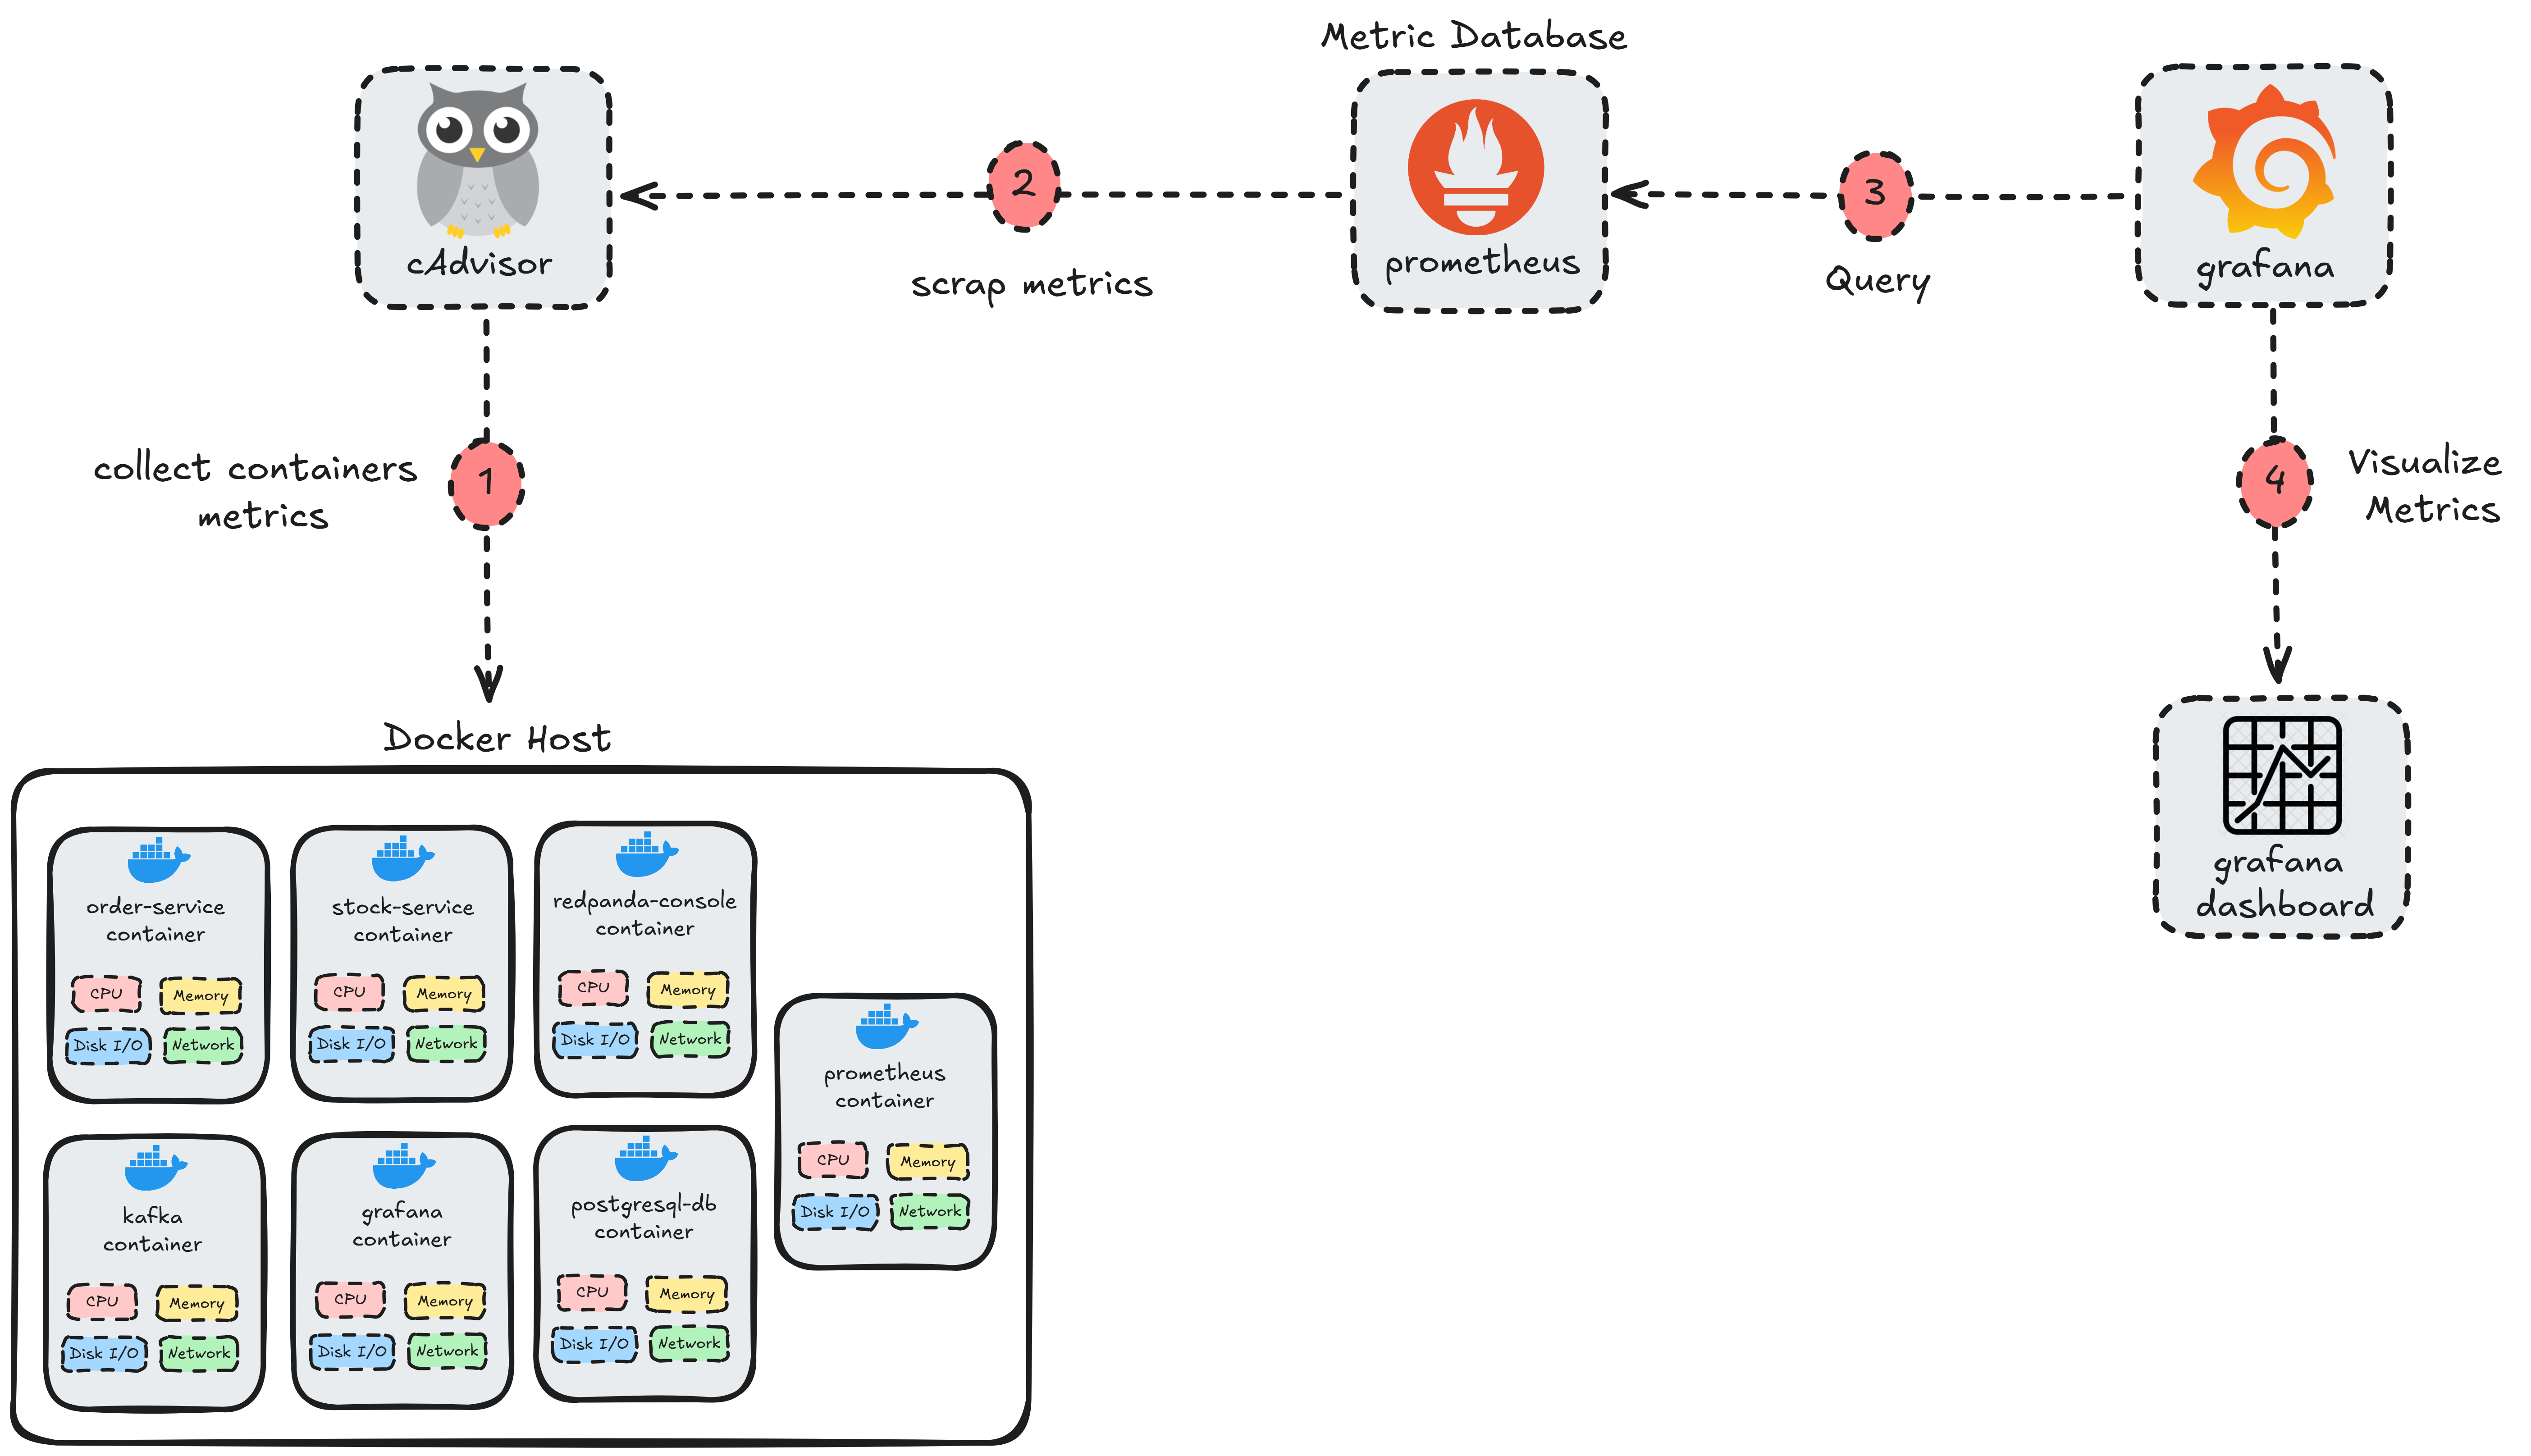 Metric Database
cAdvisor
2
scrap metrics
prometheus
3
Query
grafana
collect containers
metrics
1
4
Visualize
Metrics
Docker Host
grafana
dashboard
order-service
container
CPU
Memory
Disk I/O
Network
stock-service
container
CPU
Memory
Disk I/O
Network
redpanda-console
container
CPU
Memory
Disk I/O
Network
prometheus
container
CPU
Memory
Disk I/O
Network
kafka
container
CPU
Memory
Disk I/O
Network
grafana
container
CPU
Memory
Disk I/O
Network
postgresql-db
container
CPU
Memory
Disk I/O
Network